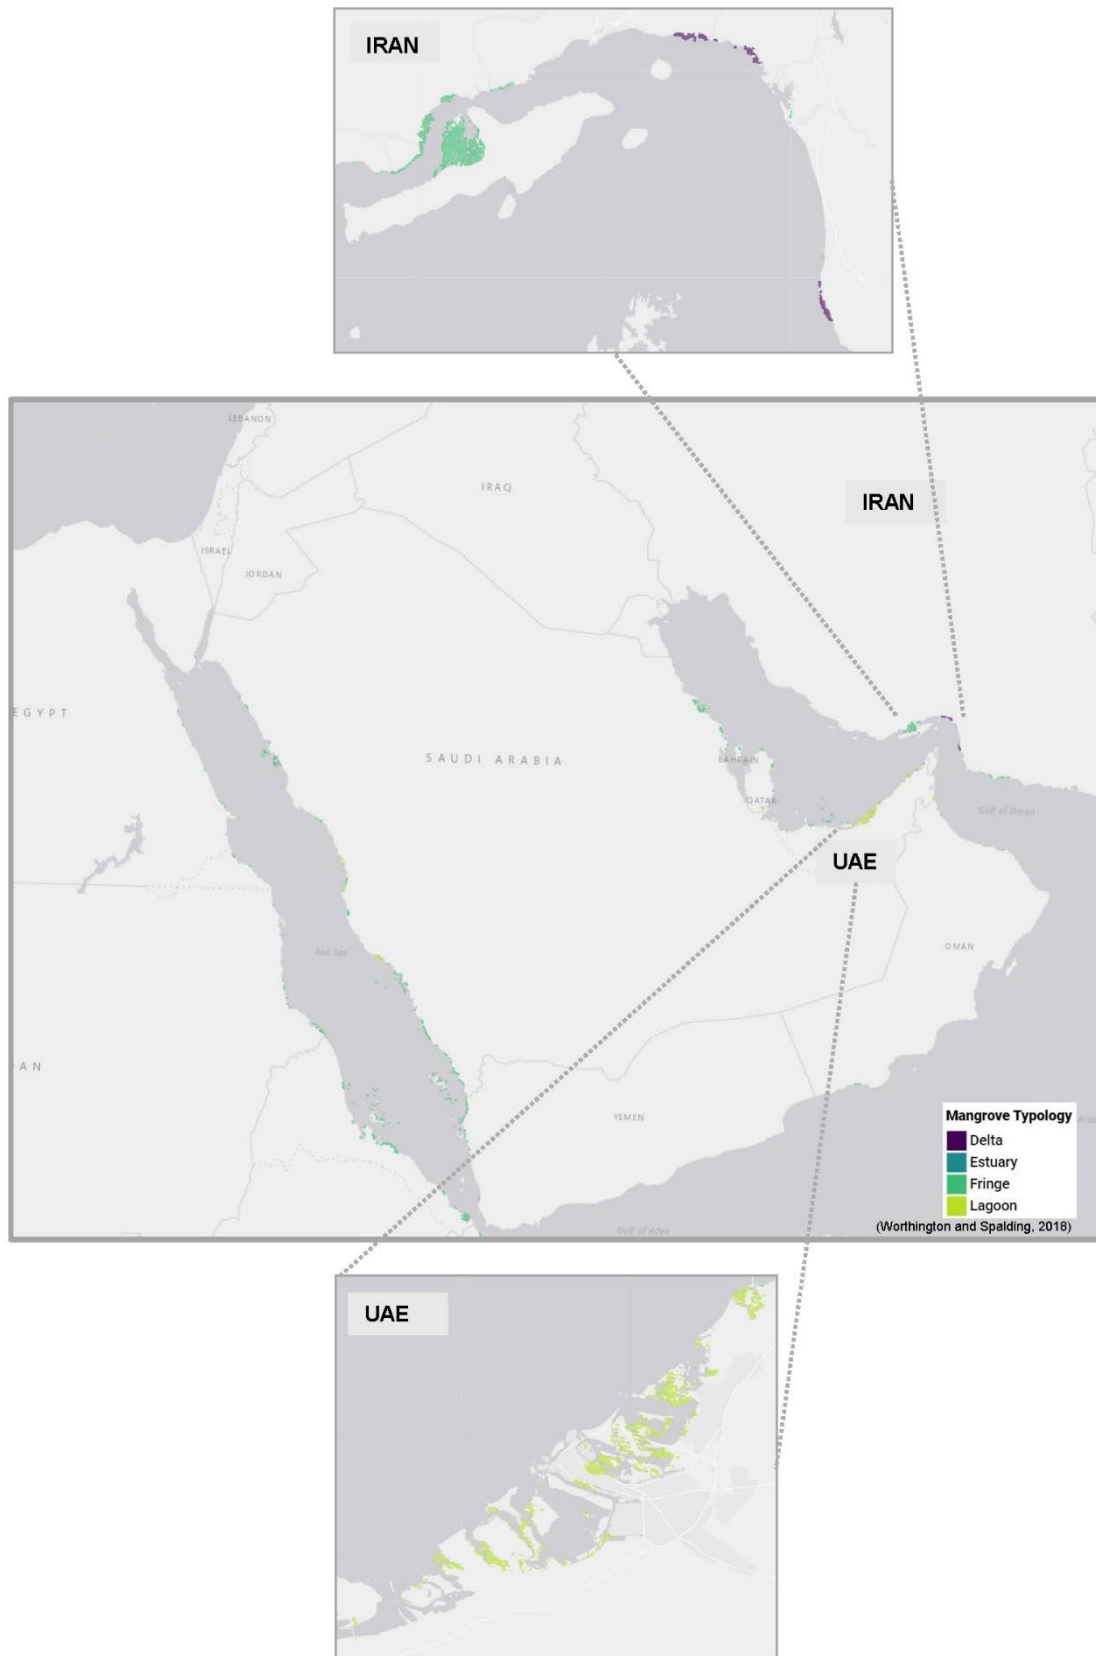 IRAN
LEBANON
IRAQ
IRAN
ISRAEL
JORDAN
EGYPT
SAUDI ARABIA
BAHRAIN
QATAR
Gulf of Oman
UAE
Red Sea
OMAN
AN
YEMEN
Mangrove Typology
Delta
Estuary
Fringe
Lagoon
(Worthington and Spalding, 2018)
Gulf of Aden
UAE